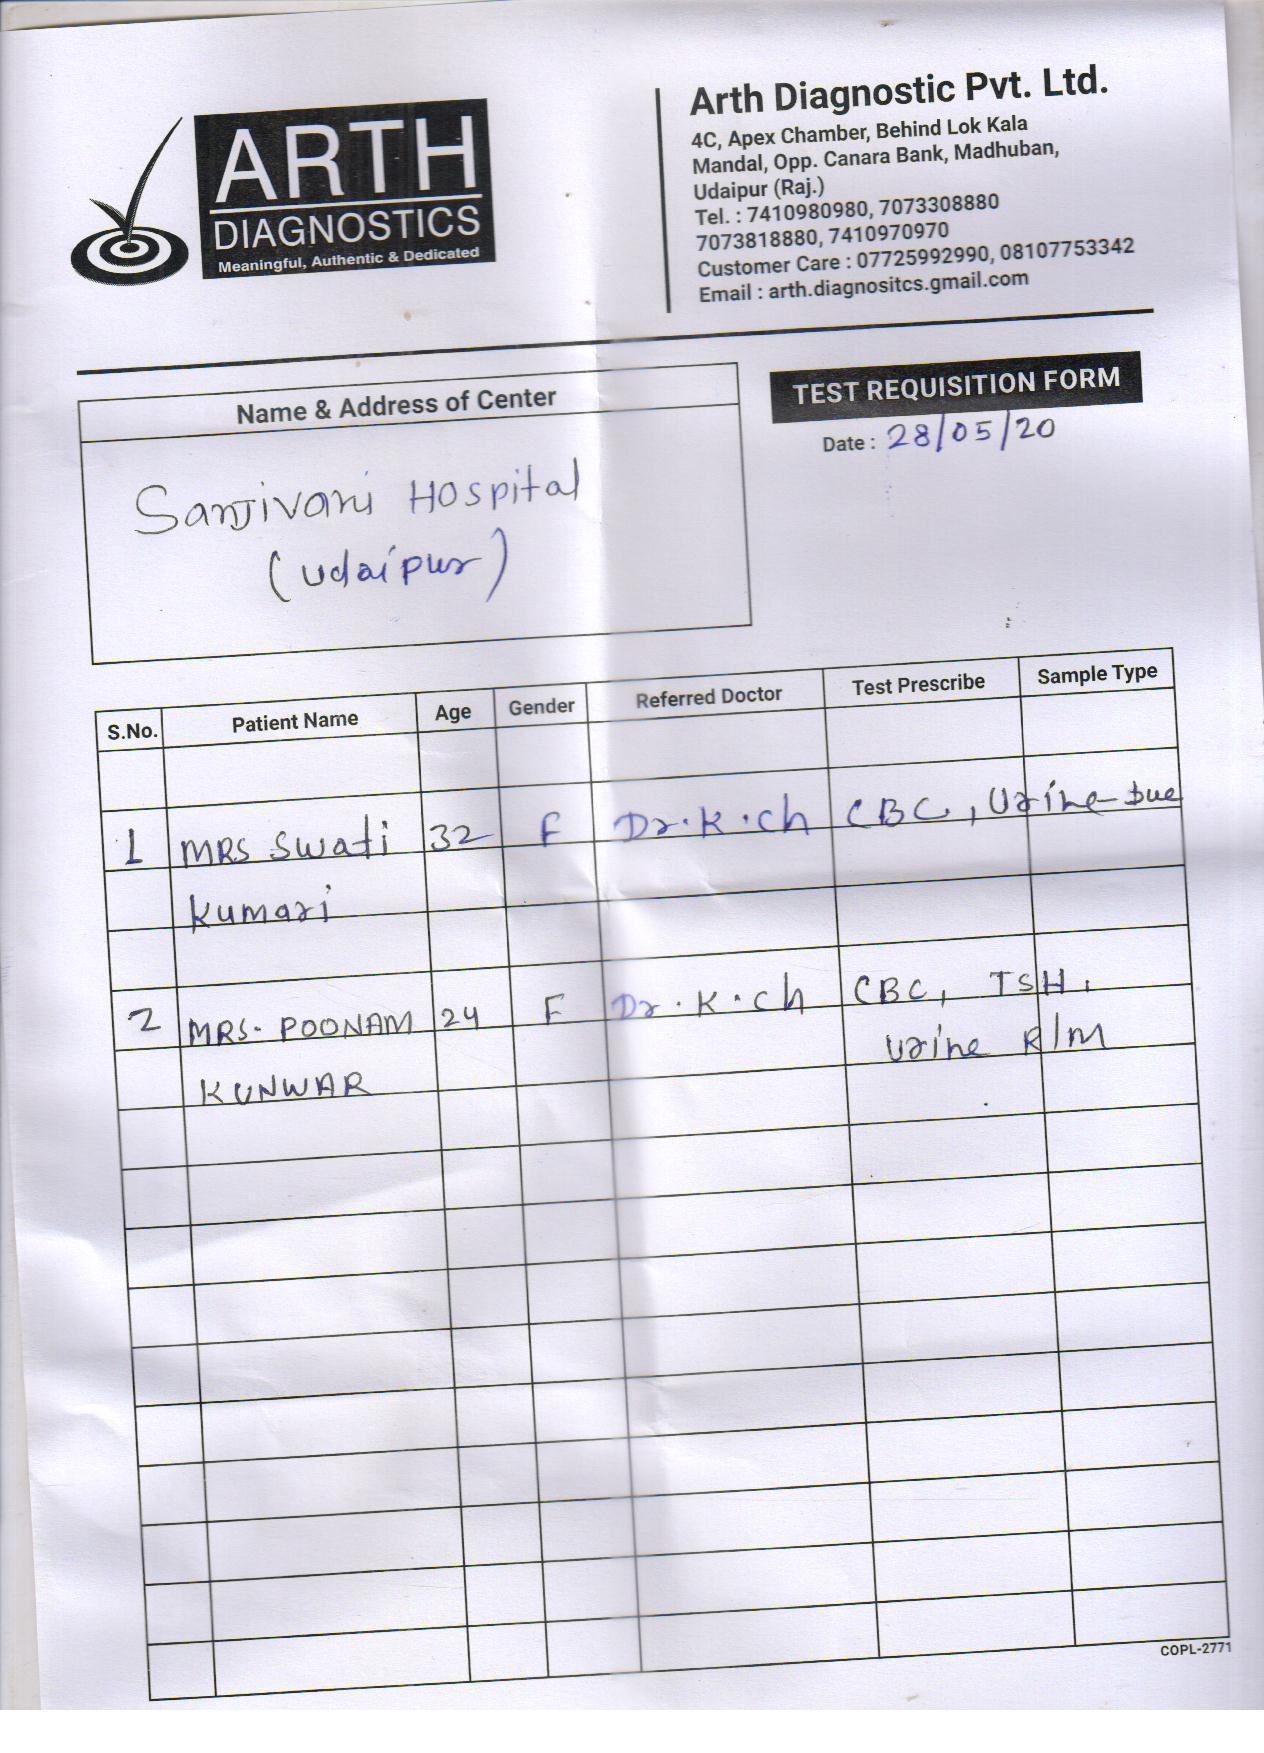 ARTH
DIAGNOSTICS
Meaningful, Authentic & Dedicated
Arth Diagnostic Pvt. Ltd.
4C, Apex Chamber, Behind Lok Kala
Mandal, Opp. Canara Bank, Madhuban,
Udaipur (Raj.)
Tel. : 7410980980, 7073308880
7073818880, 7410970970
Customer Care : 07725992990, 08107753342
Email : arth.diagnositcs.gmail.com
Name & Address of Center
Sanjivani Hospital
(Udaipur)
TEST REQUISITION FORM
Date : 28/05/20
S.No. Patient Name Age Gender Referred Doctor Test Prescribe Sample Type
1 MRS Swati 32 F Dr. K. Ch CBC, Urine-Due
Kumari
2 MRS. POONAM 24 F Dr. K. Ch CBC, TSH,
KUNWAR Urine R/M
COPL-2771